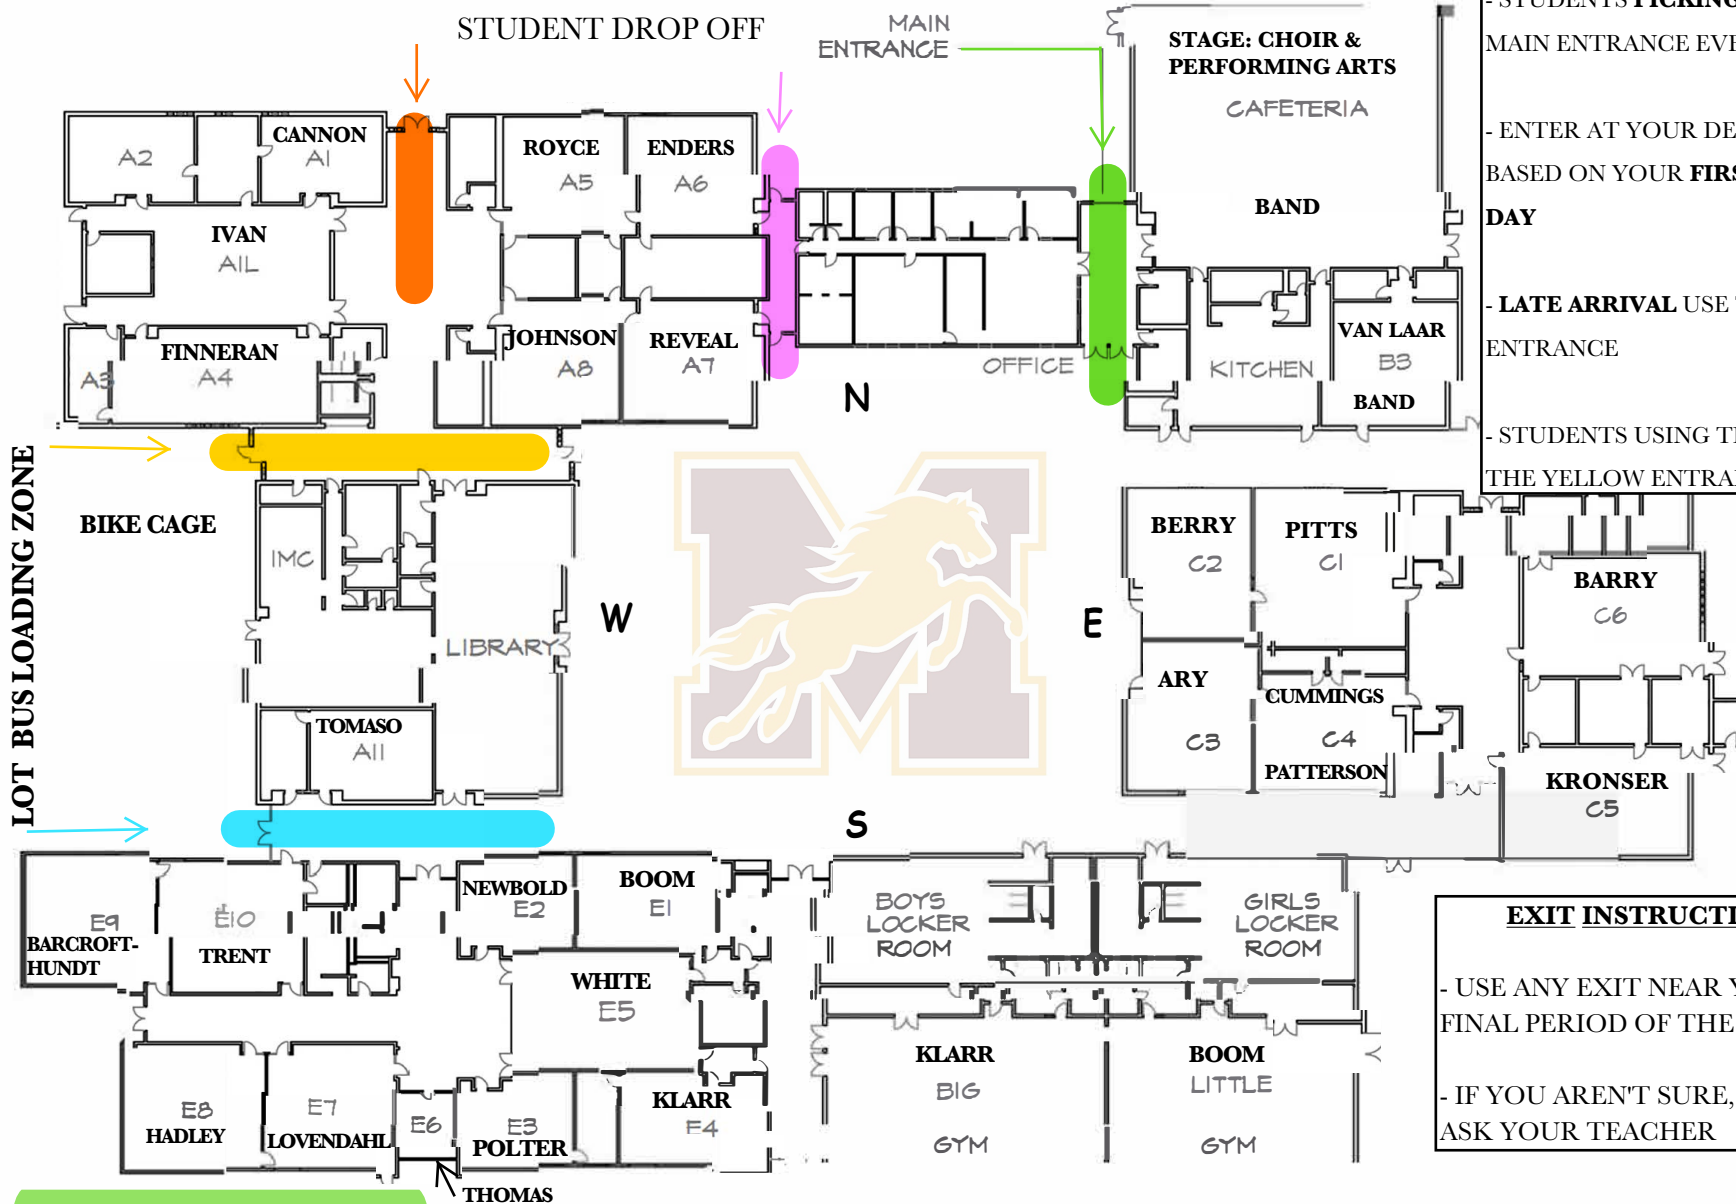 STUDENT DROP OFF
MAIN
ENTRANCE
STAGE: CHOIR &
PERFORMING ARTS
CAFETERIA
BAND
- STUDENTS PICKING
MAIN ENTRANCE EVE
- ENTER AT YOUR DE
BASED ON YOUR FIRS
DAY
- LATE ARRIVAL USE
ENTRANCE
- STUDENTS USING
THE YELLOW ENTRA
A2
CANNON
A1
ROYCE
A5
ENDERS
A6
IVAN
A1L
FINNERAN
A3
A4
JOHNSON
A8
REVEAL
A7
OFFICE
KITCHEN
VAN LAAR
B3
BAND
N
LOT BUS LOADING ZONE
BIKE CAGE
IMC
LIBRARY
TOMASO
A11
W
M
E
S
BERRY
C2
PITTS
C1
BARRY
C6
ARY
C3
CUMMINGS
C4
PATTERSON
KRONSER
C5
E9
BARCROFT-
HUNDT
E10
TRENT
NEWBOLD
E2
BOOM
E1
WHITE
E5
BOYS
LOCKER
ROOM
GIRLS
LOCKER
ROOM
E8
HADLEY
E7
LOVENDAHL
E6
THOMAS
E3
POLTER
KLARR
E4
KLARR
BIG
GYM
BOOM
LITTLE
GYM
EXIT INSTRUCTI
- USE ANY EXIT NEAR
FINAL PERIOD OF THE
- IF YOU AREN'T SURE,
ASK YOUR TEACHER